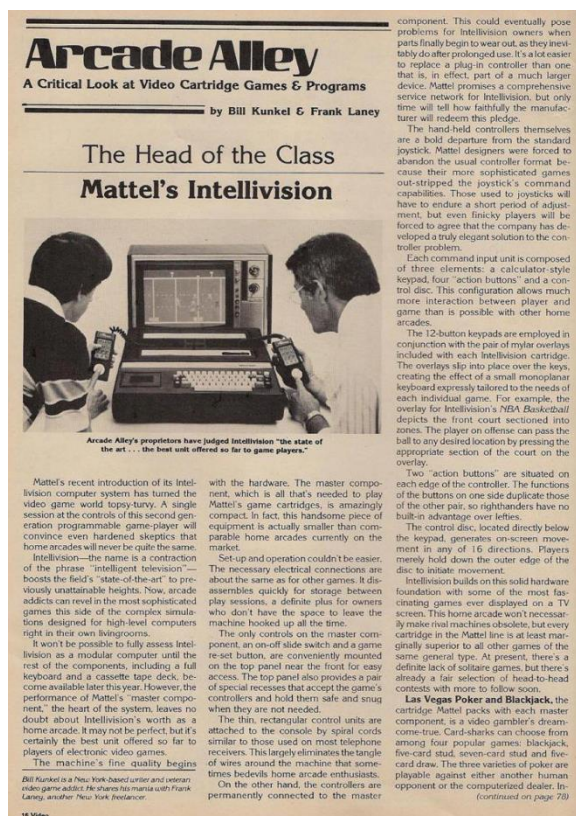 Arcade Alley
A Critical Look at Video Cartridge Games & Programs
by Bill Kunkel & Frank Laney
The Head of the Class
Mattel's Intellivision
Arcade Alley's proprietors have judged Intellivision "the state of
the art . . . the best unit offered so far to game players."
Mattel's recent introduction of its Intel-
livision computer system has turned the
video game world topsy-turvy. A single
session at the controls of this second gen-
eration programmable game-player will
convince even hardened skeptics that
home arcades will never be quite the same.
Intellivision—the name is a contraction
of the phrase "intelligent television"—
boosts the field's "state-of-the-art" to pre-
viously unattainable heights. Now, arcade
addicts can revel in the most sophisticated
games this side of the complex simula-
tions designed for high-level computers
right in their own livingrooms.
It won't be possible to fully assess Intel-
livision as a modular computer until the
rest of the components, including a full
keyboard and a cassette tape deck, be-
come available later this year. However, the
performance of Mattel's "master compo-
nent," the heart of the system, leaves no
doubt about Intellivision's worth as a
home arcade. It may not be perfect, but it's
certainly the best unit offered so far to
players of electronic video games.
The machine's fine quality begins
Bill Kunkel is a New York-based writer and veteran
video game addict. He shares his mania with Frank
Laney, another New York freelancer.
18 Video
with the hardware. The master compo-
nent, which is all that's needed to play
Mattel's game cartridges, is amazingly
compact. In fact, this handsome piece of
equipment is actually smaller than com-
parable home arcades currently on the
market.
Set-up and operation couldn't be easier.
The necessary electrical connections are
about the same as for other games. It dis-
assembles quickly for storage between
play sessions, a definite plus for owners
who don't have the space to leave the
machine hooked up all the time.
The only controls on the master com-
ponent, an on-off slide switch and a game
re-set button, are conveniently mounted
on the top panel near the front for easy
access. The top panel also provides a pair
of special recesses that accept the game's
controllers and hold them safe and snug
when they are not needed.
The thin, rectangular control units are
attached to the console by spiral cords
similar to those used on most telephone
receivers. This largely eliminates the tangle
of wires around the machine that some-
times bedevils home arcade enthusiasts.
On the other hand, the controllers are
permanently connected to the master
component. This could eventually pose
problems for Intellivision owners when
parts finally begin to wear out, as they inevi-
tably do after prolonged use. It's a lot easier
to replace a plug-in controller than one
that is, in effect, part of a much larger
device. Mattel promises a comprehensive
service network for Intellivision, but only
time will tell how faithfully the manufac-
turer will redeem this pledge.
The hand-held controllers themselves
are a bold departure from the standard
joystick. Mattel designers were forced to
abandon the usual controller format be-
cause their more sophisticated games
out-stripped the joystick's command
capabilities. Those used to joysticks will
have to endure a short period of adjust-
ment, but even finicky players will be
forced to agree that the company has de-
veloped a truly elegant solution to the con-
troller problem.
Each command input unit is composed
of three elements: a calculator-style
keypad, four "action buttons" and a con-
trol disc. This configuration allows much
more interaction between player and
game than is possible with other home
arcades.
The 12-button keypads are employed in
conjunction with the pair of mylar overlays
included with each Intellivision cartridge.
The overlays slip into place over the keys,
creating the effect of a small monoplanar
keyboard expressly tailored to the needs of
each individual game. For example, the
overlay for Intellivision's NBA Basketball
depicts the front court sectioned into
zones. The player on offense can pass the
ball to any desired location by pressing the
appropriate section of the court on the
overlay.
Two "action buttons" are situated on
each edge of the controller. The functions
of the buttons on one side duplicate those
of the other, so righthanders have no
built-in advantage over lefties.
The control disc, located directly below
the keypad, generates on-screen move-
ment in any of 16 directions. Players
merely hold down the outer edge of the
disc to initiate movement.
Intellivision builds on this solid hardware
foundation with some of the most fas-
cinating games ever displayed on a TV
screen. This home arcade won't necessar-
ily make rival machines obsolete, but every
cartridge in the Mattel line is at least mar-
ginally superior to all other games of the
same general type. At present, there's a
definite lack of solitaire games, but there's
already a fair selection of head-to-head
contests with more to follow soon.
Las Vegas Poker and Blackjack, the
cartridge Mattel packs with each master
component, is a video gambler's dream-
come-true. Card-sharks can choose from
among four popular games: blackjack,
five-card stud, seven-card stud and five-
card draw. The three varieties of poker are
playable against either another human
opponent or the computerized dealer. In-
(continued on page 78)